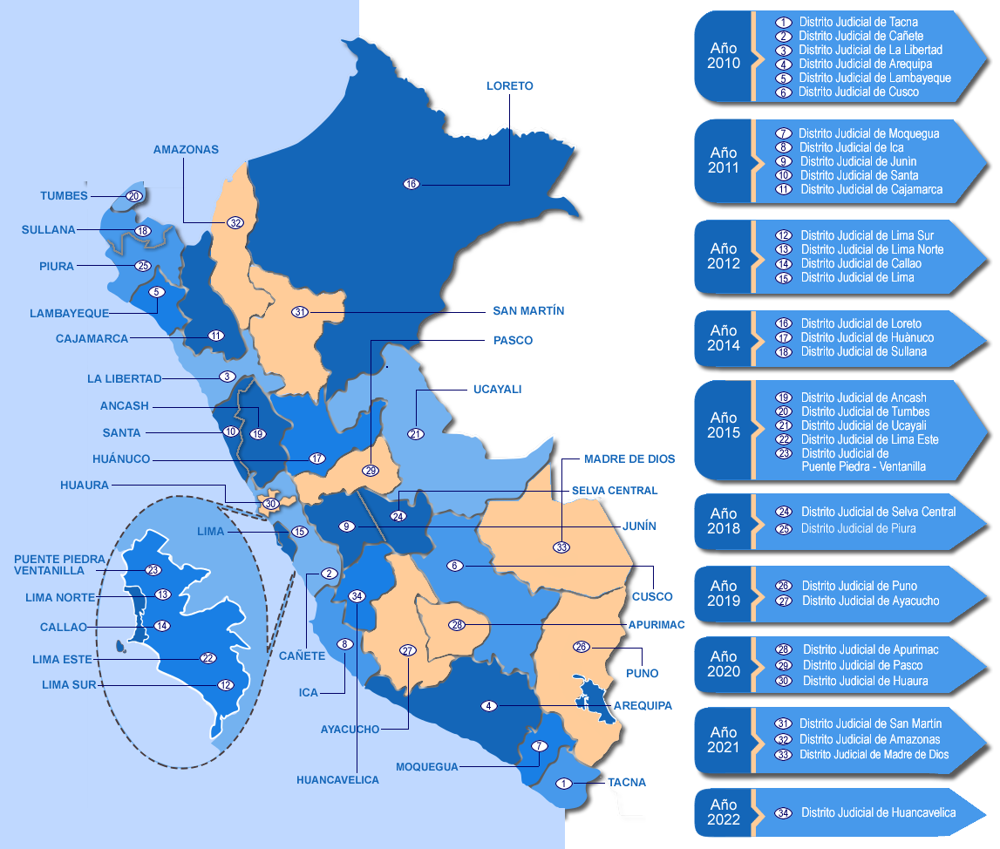 LORETO
AMAZONAS
16
TUMBES
20
32
SULLANA
18
PIURA
25
5
LAMBAYEQUE
31
SAN MARTÍN
CAJAMARCA
11
PASCO
LA LIBERTAD
3
UCAYALI
ANCASH
SANTA
10
19
21
HUÁNUCO
17
MADRE DE DIOS
29
HUAURA
30
SELVA CENTRAL
24
LIMA
15
9
JUNÍN
33
PUENTE PIEDRA
VENTANILLA
23
2
6
LIMA NORTE
13
34
CUSCO
CALLAO
14
28
APURIMAC
LIMA ESTE
22
CAÑETE
8
27
26
PUNO
LIMA SUR
12
ICA
4
AREQUIPA
AYACUCHO
7
MOQUEGUA
HUANCAVELICA
1
TACNA
Año
2010
1 Distrito Judicial de Tacna
2 Distrito Judicial de Cañete
3 Distrito Judicial de La Libertad
4 Distrito Judicial de Arequipa
5 Distrito Judicial de Lambayeque
6 Distrito Judicial de Cusco
Año
2011
7 Distrito Judicial de Moquegua
8 Distrito Judicial de Ica
9 Distrito Judicial de Junìn
10 Distrito Judicial de Santa
11 Distrito Judicial de Cajamarca
Año
2012
12 Distrito Judicial de Lima Sur
13 Distrito Judicial de Lima Norte
14 Distrito Judicial de Callao
15 Distrito Judicial de Lima
Año
2014
16 Distrito Judicial de Loreto
17 Distrito Judicial de Huànuco
18 Distrito Judicial de Sullana
Año
2015
19 Distrito Judicial de Ancash
20 Distrito Judicial de Tumbes
21 Distrito Judicial de Ucayali
22 Distrito Judicial de Lima Este
23 Distrito Judicial de
Puente Piedra - Ventanilla
Año
2018
24 Distrito Judicial de Selva Central
25 Distrito Judicial de Piura
Año
2019
26 Distrito Judicial de Puno
27 Distrito Judicial de Ayacucho
Año
2020
28 Distrito Judicial de Apurimac
29 Distrito Judicial de Pasco
30 Distrito Judicial de Huaura
Año
2021
31 Distrito Judicial de San Martín
32 Distrito Judicial de Amazonas
33 Distrito Judicial de Madre de Dios
Año
2022
34 Distrito Judicial de Huancavelica